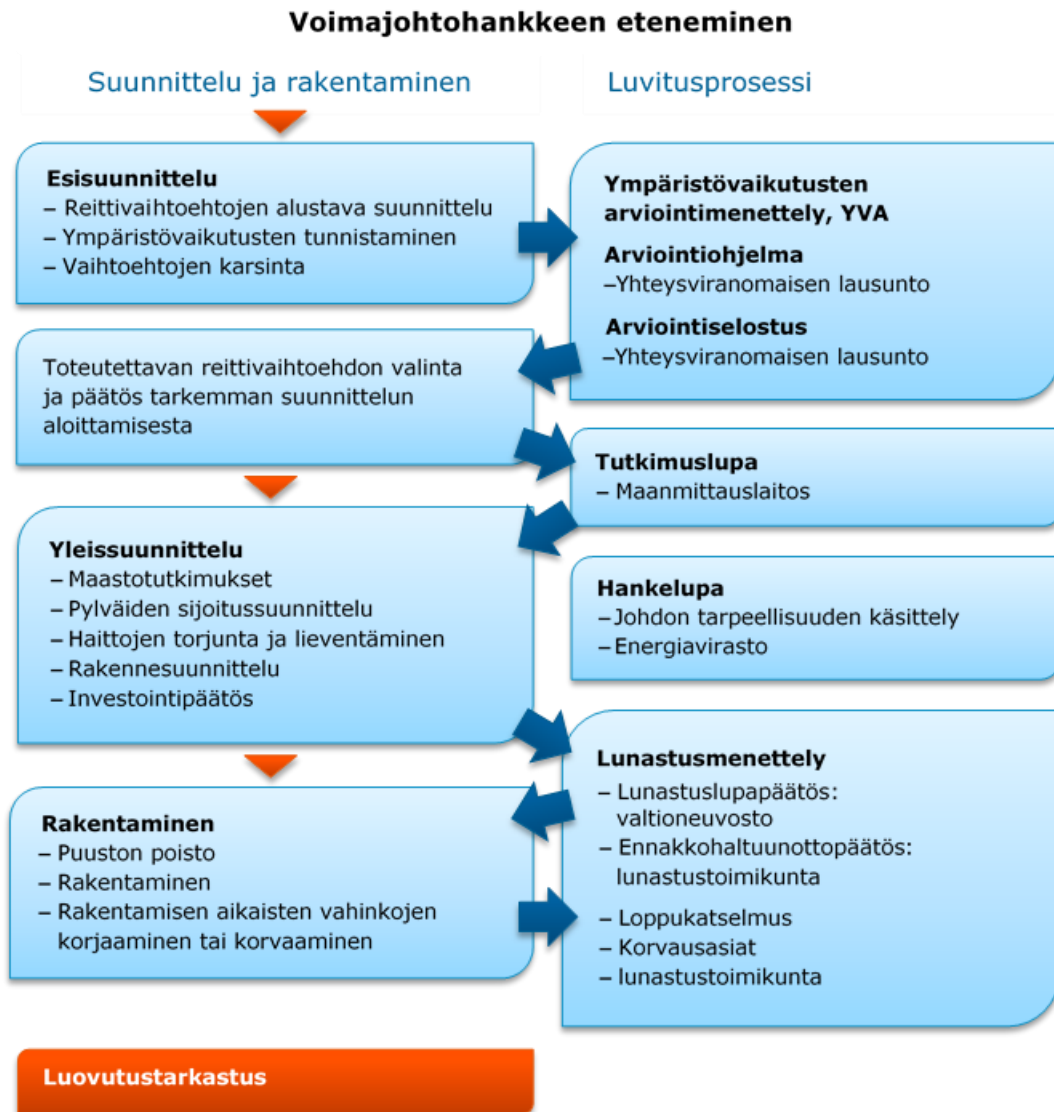 Voimajohtohankkeen eteneminen
Suunnittelu ja rakentaminen
Luvitusprosessi
Esisuunnittelu
– Reittivaihtoehtojen alustava suunnittelu
– Ympäristövaikutusten tunnistaminen
– Vaihtoehtojen karsinta
Ympäristövaikutusten
arviointimenettely, YVA
Arviointiohjelma
–Yhteysviranomaisen lausunto
Arviointiselostus
–Yhteysviranomaisen lausunto
Toteutettavan reittivaihtoehdon valinta
ja päätös tarkemman suunnittelun
aloittamisesta
Tutkimuslupa
– Maanmittauslaitos
Yleissuunnittelu
– Maastotutkimukset
– Pylväiden sijoitussuunnittelu
– Haittojen torjunta ja lieventäminen
– Rakennesuunnittelu
– Investointipäätös
Hankelupa
–Johdon tarpeellisuuden käsittely
–Energiavirasto
Lunastusmenettely
– Lunastuslupapäätös:
valtioneuvosto
– Ennakkohaltuunottopäätös:
lunastustoimikunta
– Loppukatselmus
– Korvausasiat
– lunastustoimikunta
Rakentaminen
– Puuston poisto
– Rakentaminen
– Rakentamisen aikaisten vahinkojen
korjaaminen tai korvaaminen
Luovutustarkastus